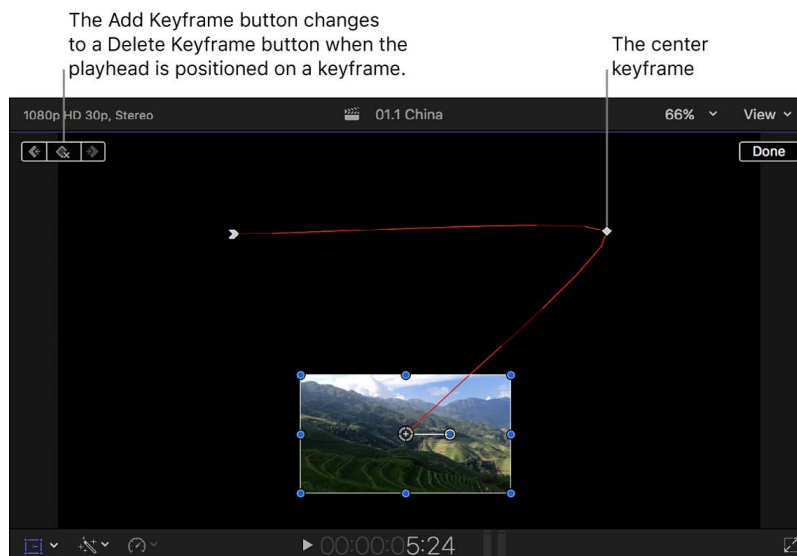 The Add Keyframe button changes
to a Delete Keyframe button when the
playhead is positioned on a keyframe.
The center
keyframe
1080p HD 30p, Stereo
01.1 China
66%
View
Done
00:00:05:24